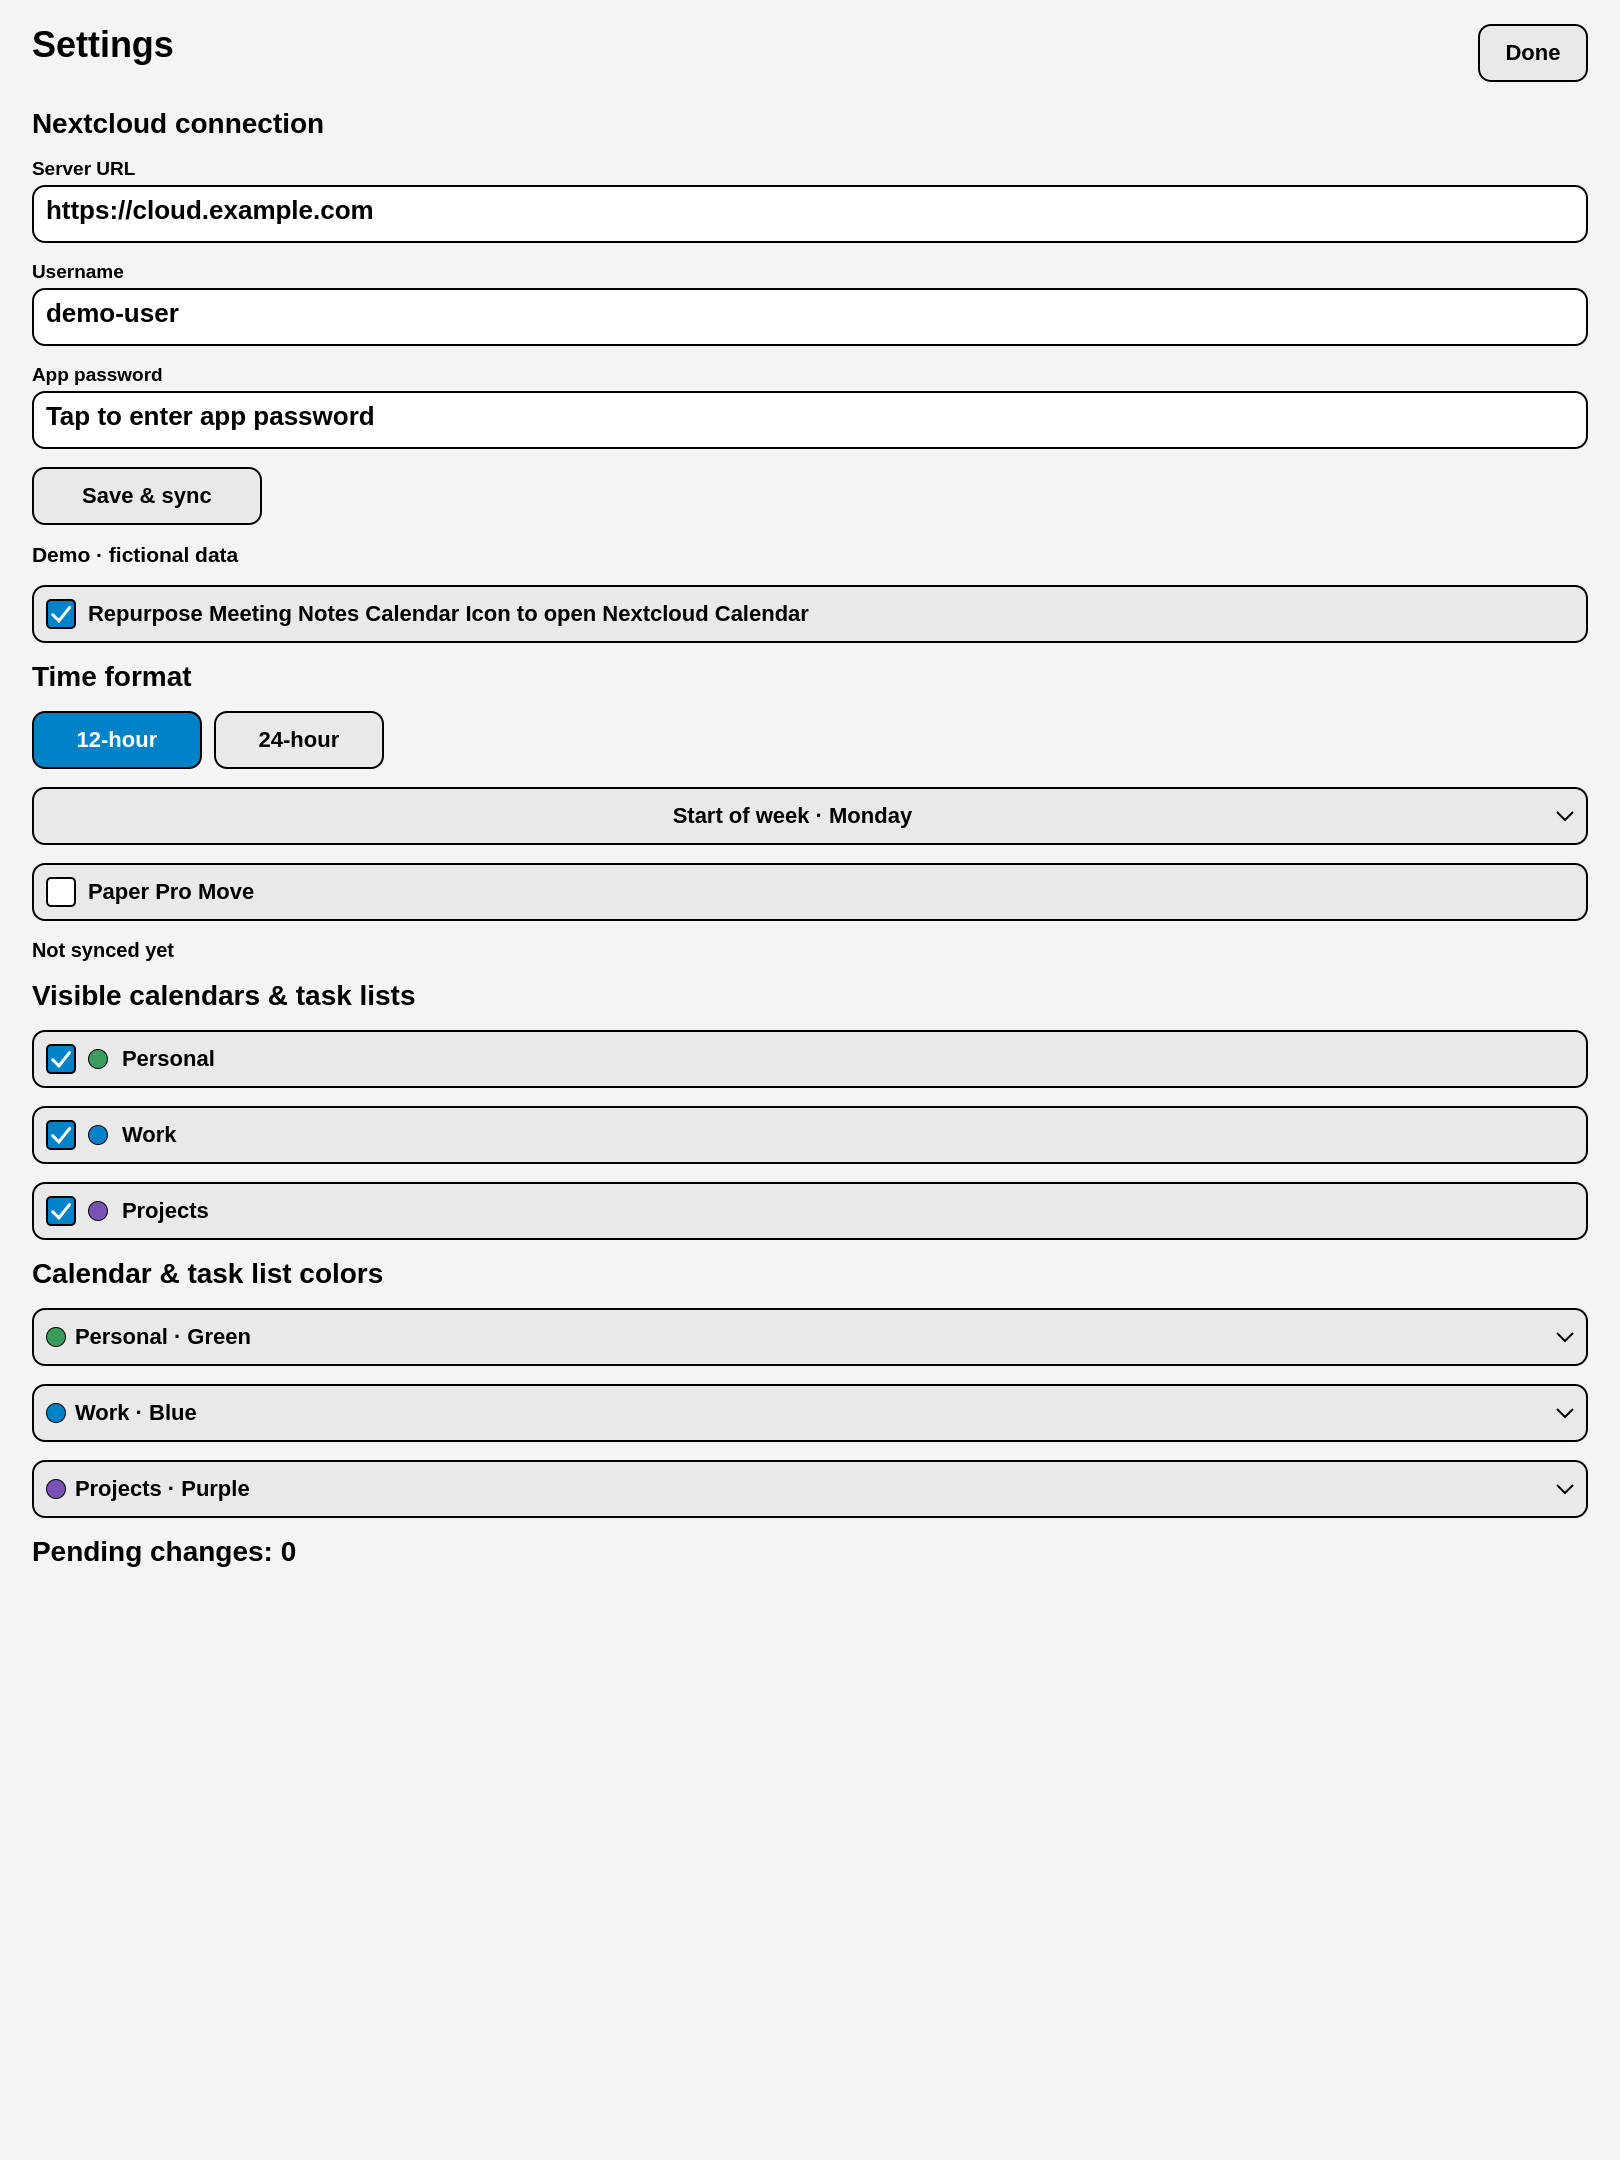 Settings
Done
Nextcloud connection
Server URL
https://cloud.example.com
Username
demo-user
App password
Tap to enter app password
Save & sync
Demo · fictional data
Repurpose Meeting Notes Calendar Icon to open Nextcloud Calendar
Time format
12-hour
24-hour
Start of week · Monday
Paper Pro Move
Not synced yet
Visible calendars & task lists
Personal
Work
Projects
Calendar & task list colors
Personal · Green
Work · Blue
Projects · Purple
Pending changes: 0